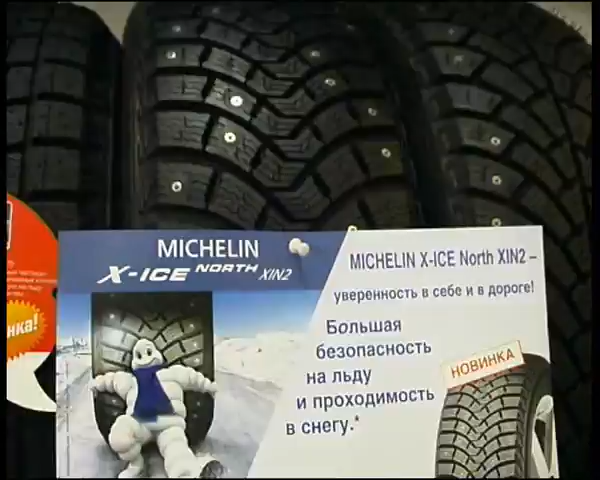 MICHELIN
X-ICE NORTH XIN2
MICHELIN X-ICE North XIN2 –
уверенность в себе и в дороге!
Большая
безопасность
на льду
и проходимость
в снегу.*
НОВИНКА
нка!